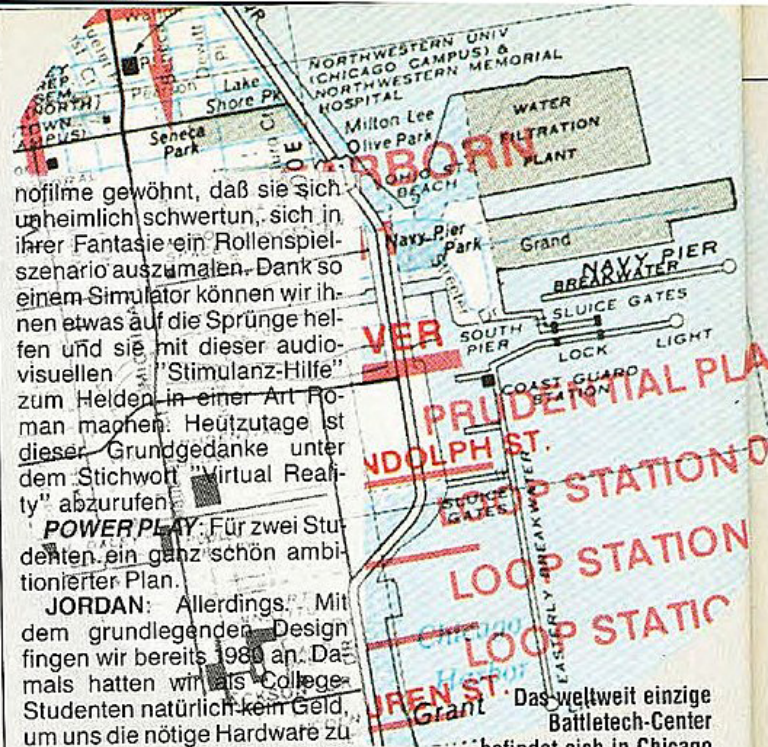 NORTHWESTERN UNIV
(CHICAGO CAMPUS) &
NORTHWESTERN MEMORIAL
HOSPITAL
Lake
Shore Pk
Seneca
Park
Milton Lee
Olive Park
WATER
FILTRATION
PLANT
OHIO ST
BEACH
Navy Pier
Park
Grand
NAVY PIER
BREAKWATER
SLUICE GATES
SOUTH
PIER
LOCK
LIGHT
COAST GUARD
STATION
VER
PRUDENTIAL PLA
NDOLPH ST.
SLUICE
GATES
LOOP STATION
LOOP STATION
LOOP STATIO
EASTERLY BREAKWATER
Chicago
Harbor
UREN ST.
Grant
nofilme gewöhnt, daß sie sich
unheimlich schwertun, sich in
ihrer Fantasie ein Rollenspiel-
szenario auszumalen. Dank so
einem Simulator können wir ih-
nen etwas auf die Sprünge hel-
fen und sie mit dieser audio-
visuellen "Stimulanz-Hilfe"
zum Helden in einer Art Ro-
man machen. Heutzutage ist
dieser Grundgedanke unter
dem Stichwort "Virtual Reali-
ty" abzurufen.
POWER PLAY: Für zwei Stu-
denten ein ganz schön ambi-
tionierter Plan.
JORDAN: Allerdings. Mit
dem grundlegenden Design
fingen wir bereits 1980 an. Da-
mals hatten wir als College-
Studenten natürlich kein Geld,
um uns die nötige Hardware zu
Das weltweit einzige
Battletech-Center
befindet sich in Chicago